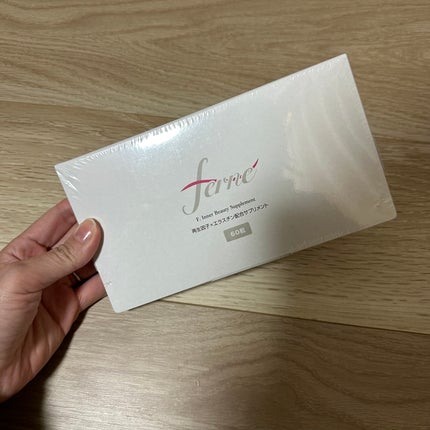 ferne
F. Inner Beauty Supplement
再生因子×エラスチン配合サプリメント
60粒